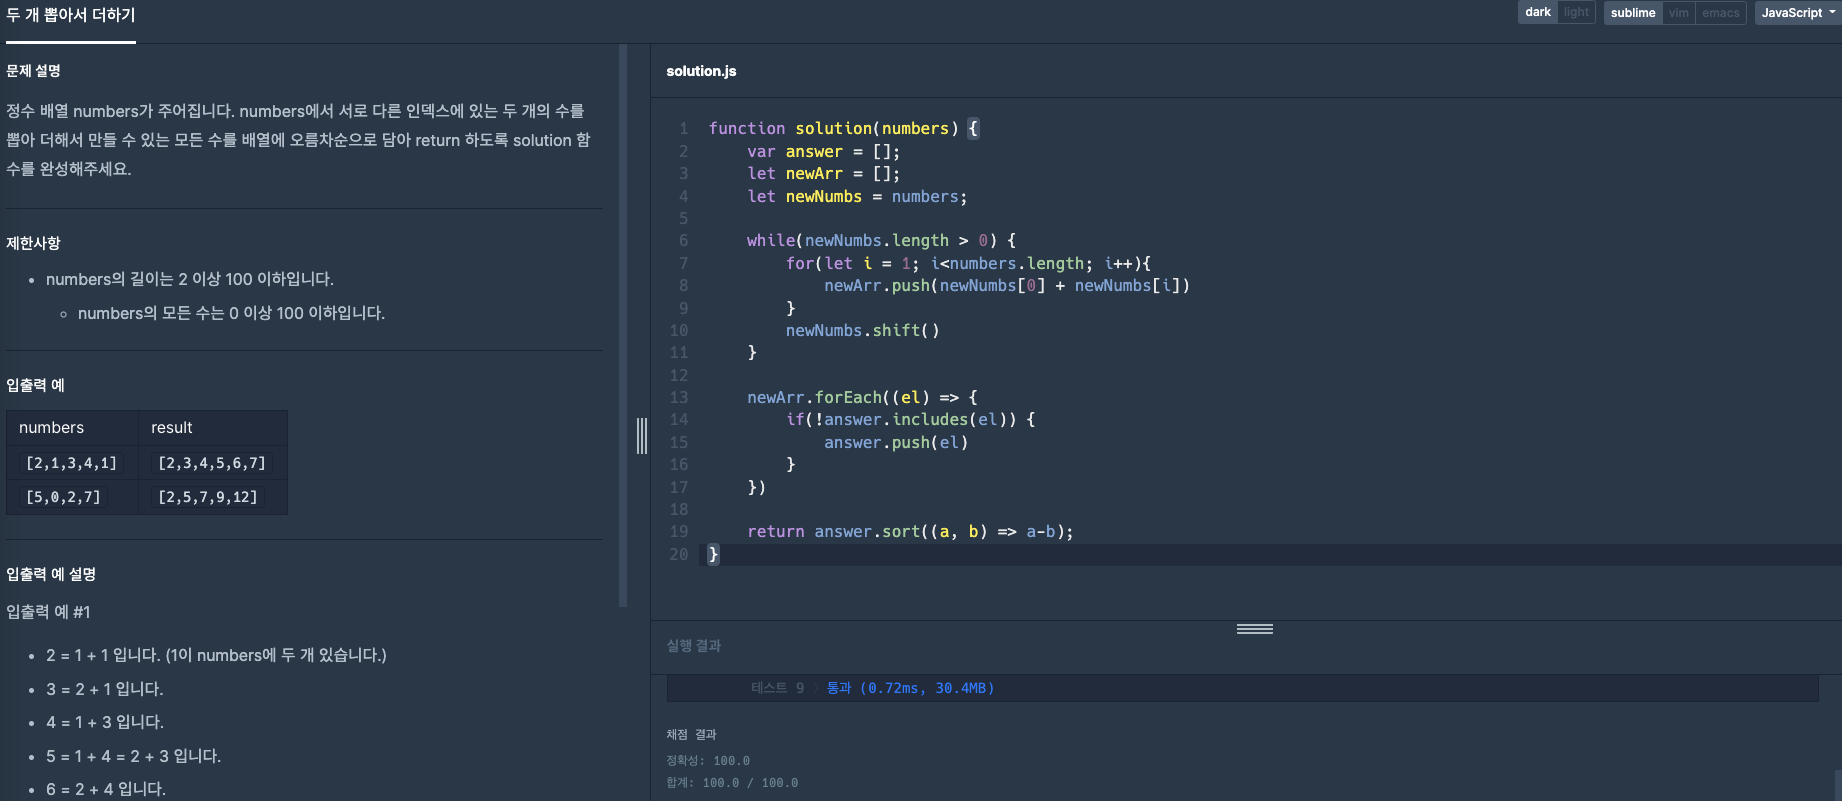 두 개 뽑아서 더하기
dark light sublime vim emacs JavaScript
문제 설명
정수 배열 numbers가 주어집니다. numbers에서 서로 다른 인덱스에 있는 두 개의 수를
뽑아 더해서 만들 수 있는 모든 수를 배열에 오름차순으로 담아 return 하도록 solution 함
수를 완성해주세요.
제한사항
• numbers의 길이는 2 이상 100 이하입니다.
◦ numbers의 모든 수는 0 이상 100 이하입니다.
입출력 예
numbers result
[2,1,3,4,1] [2,3,4,5,6,7]
[5,0,2,7] [2,5,7,9,12]
입출력 예 설명
입출력 예 #1
• 2 = 1 + 1 입니다. (1이 numbers에 두 개 있습니다.)
• 3 = 2 + 1 입니다.
• 4 = 1 + 3 입니다.
• 5 = 1 + 4 = 2 + 3 입니다.
• 6 = 2 + 4 입니다.
solution.js
1 function solution(numbers) {
2     var answer = [];
3     let newArr = [];
4     let newNumbs = numbers;
5
6     while(newNumbs.length > 0) {
7         for(let i = 1; i<numbers.length; i++){
8             newArr.push(newNumbs[0] + newNumbs[i])
9         }
10         newNumbs.shift()
11     }
12
13     newArr.forEach((el) => {
14         if(!answer.includes(el)) {
15             answer.push(el)
16         }
17     })
18
19     return answer.sort((a, b) => a-b);
20 }
실행 결과
테스트 9 〉 통과 (0.72ms, 30.4MB)
채점 결과
정확성: 100.0
합계: 100.0 / 100.0